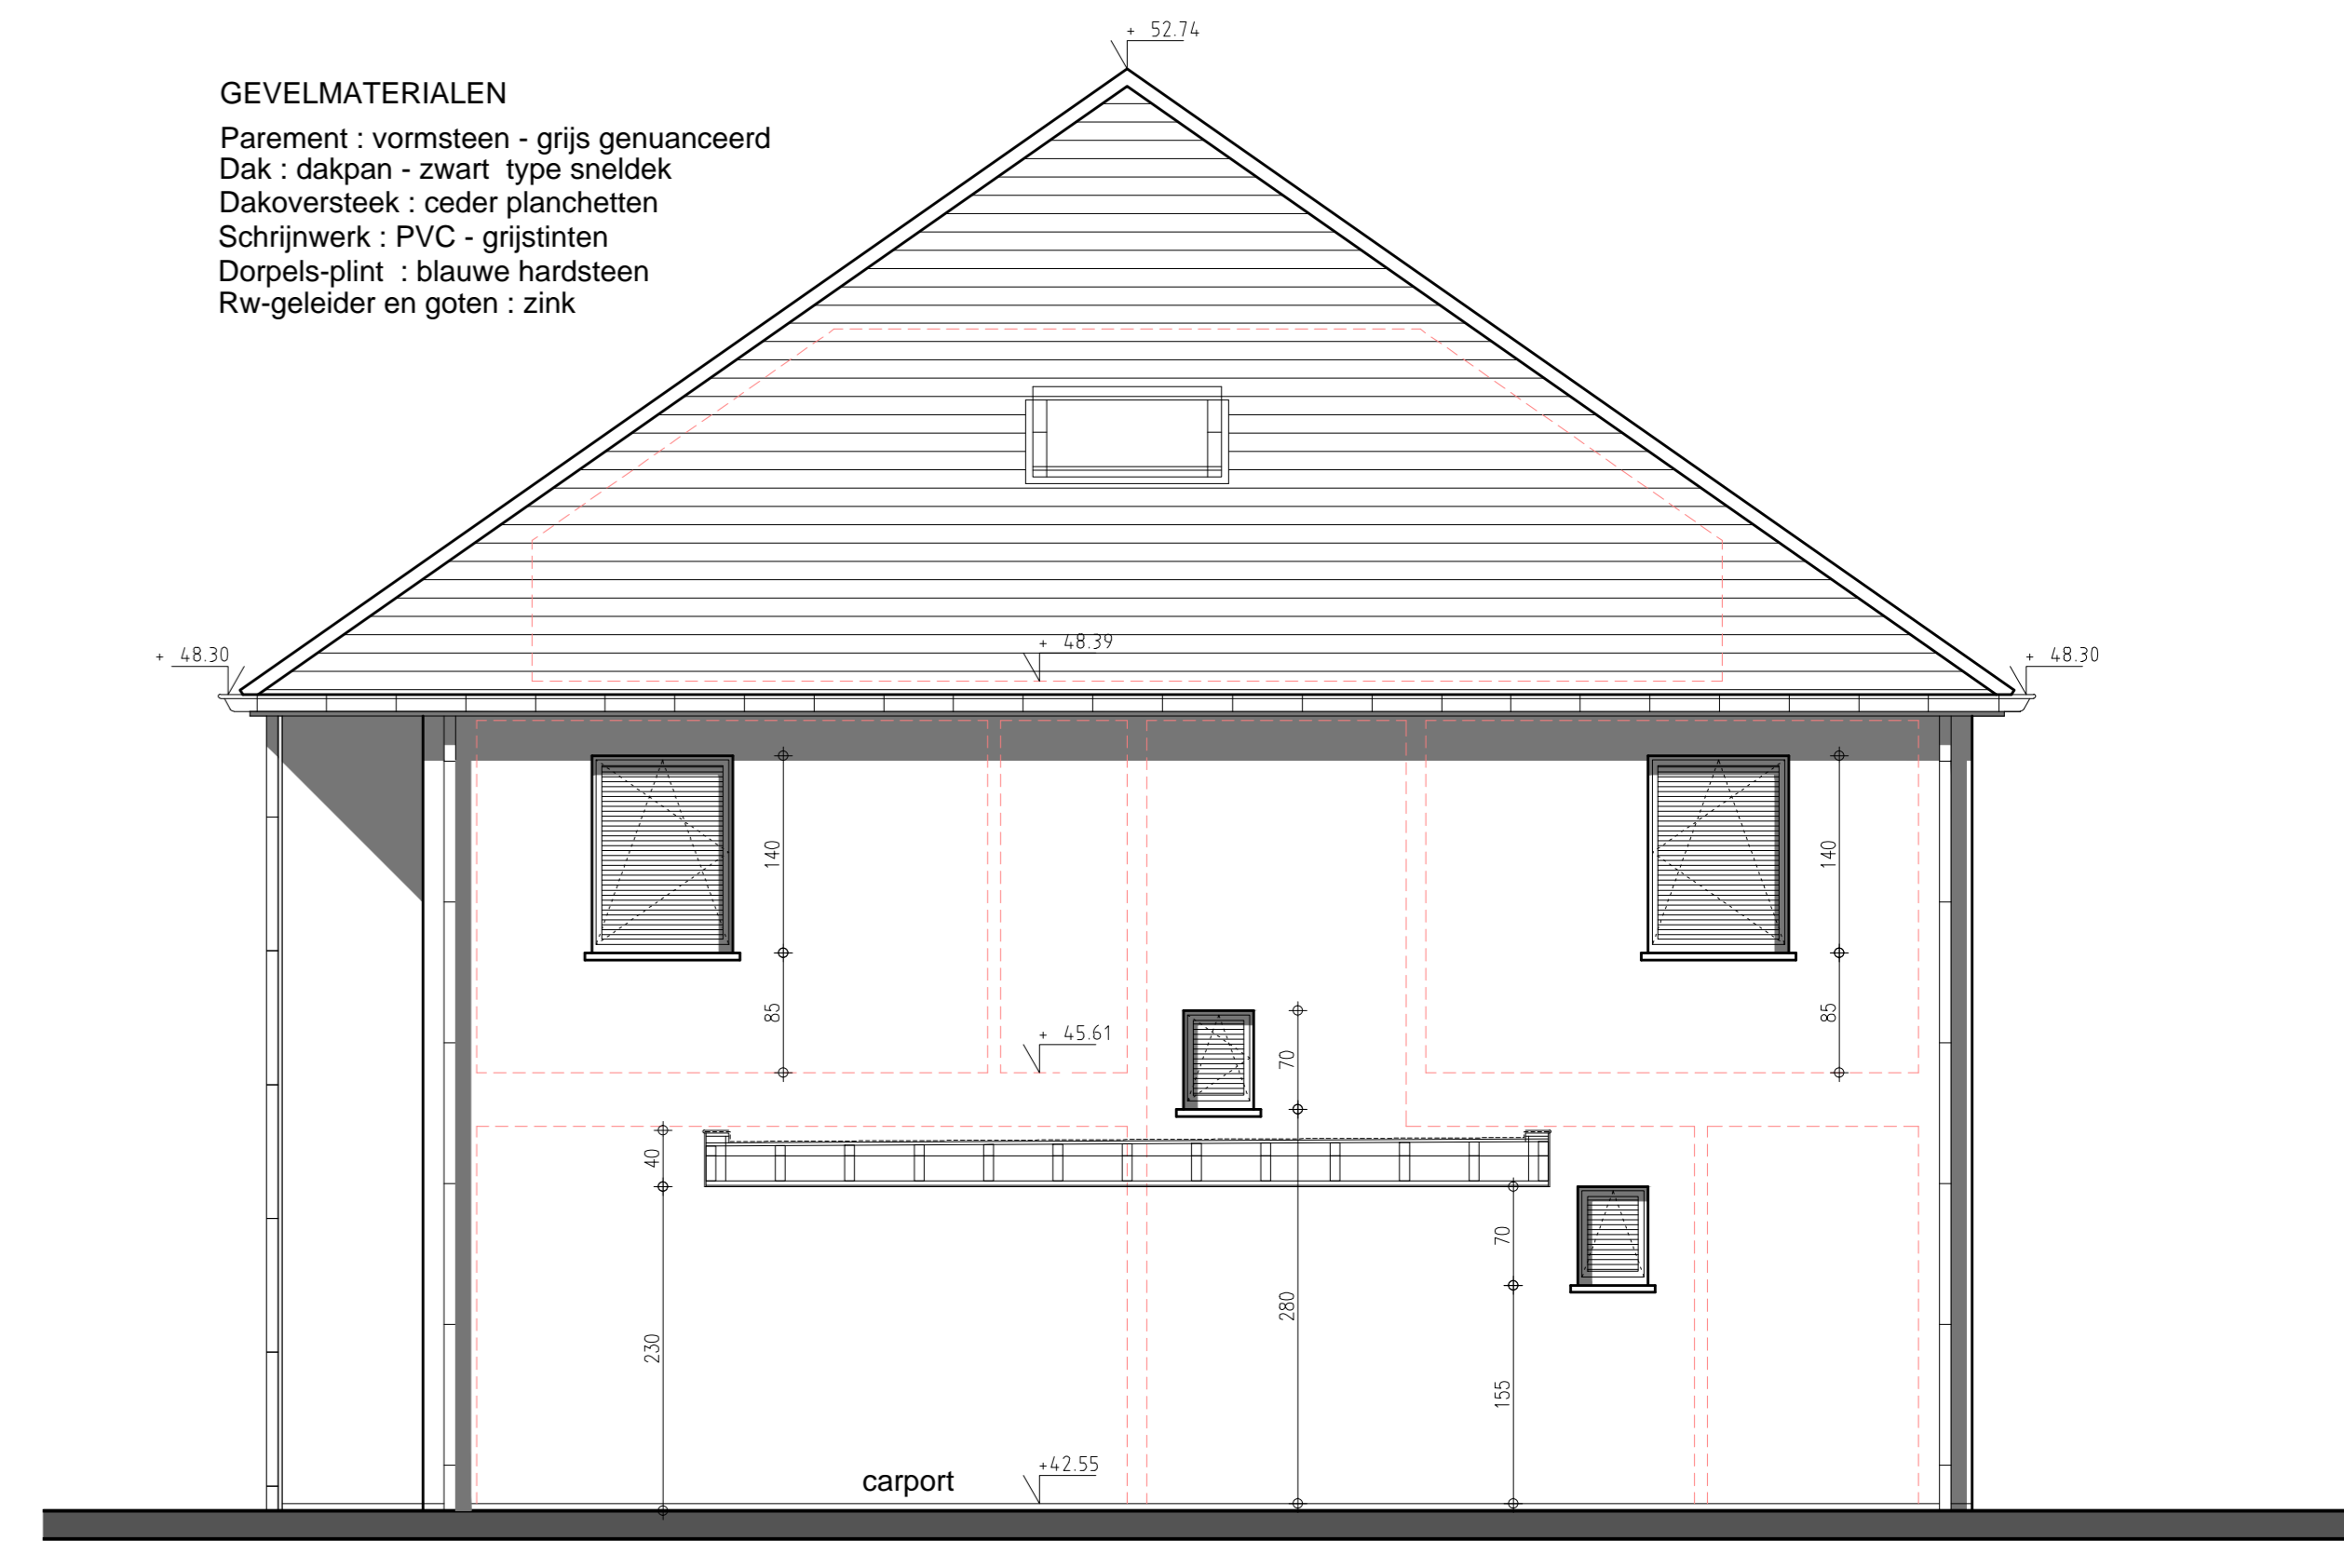 + 52.74
GEVELMATERIALEN
Parement : vormsteen - grijs genuanceerd
Dak : dakpan - zwart  type sneldek
Dakoversteek : ceder planchetten
Schrijnwerk : PVC - grijstinten
Dorpels-plint  : blauwe hardsteen
Rw-geleider en goten : zink
+ 48.39
+ 48.30
+ 48.30
140
140
85
85
+ 45.61
70
40
70
280
230
155
+42.55
carport